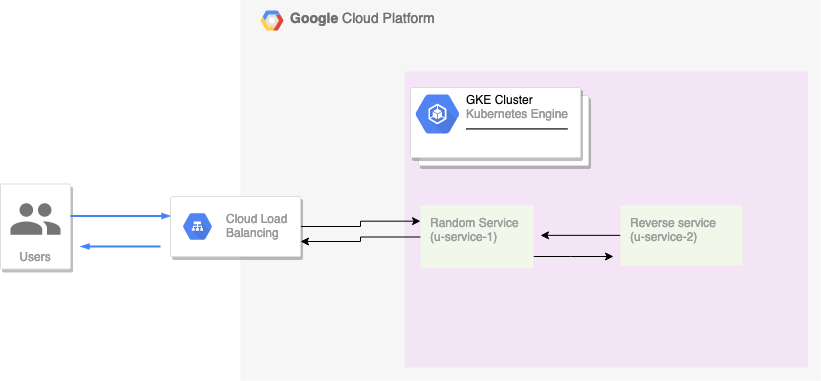 Google Cloud Platform
GKE Cluster
Kubernetes Engine
Users
Cloud Load
Balancing
Random Service
(u-service-1)
Reverse service
(u-service-2)